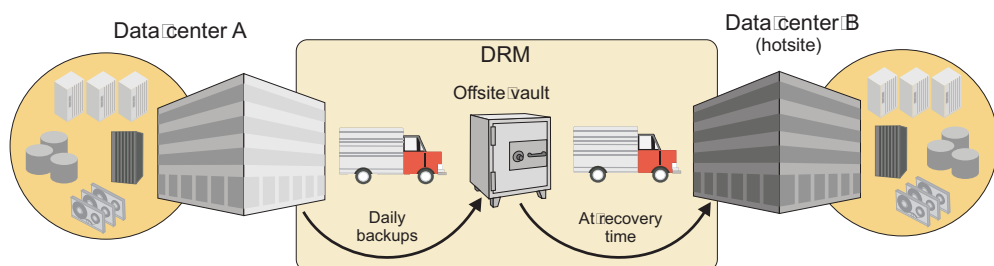 Data center A
DRM
Data center B
(hotsite)
Offsite vault
Daily
backups
At recovery
time